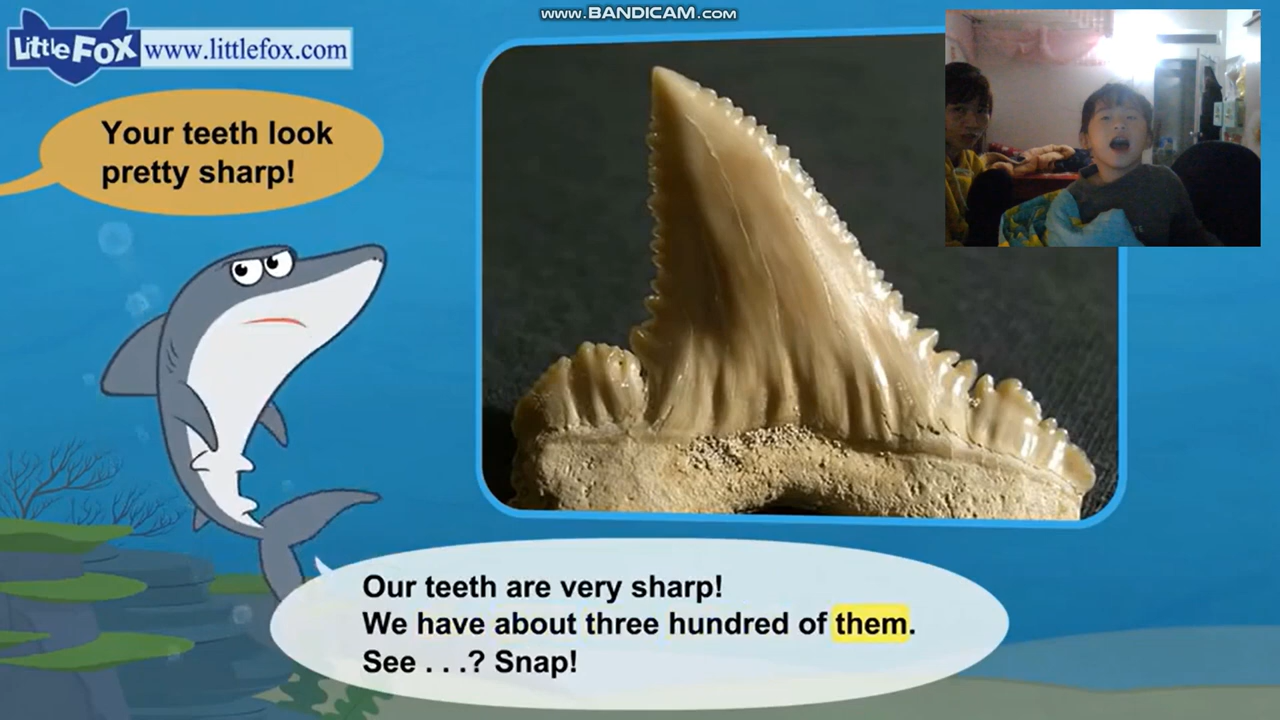 www.BANDICAM.com
Little Fox www.littlefox.com
Your teeth look
pretty sharp!
Our teeth are very sharp!
We have about three hundred of them.
See . . .? Snap!